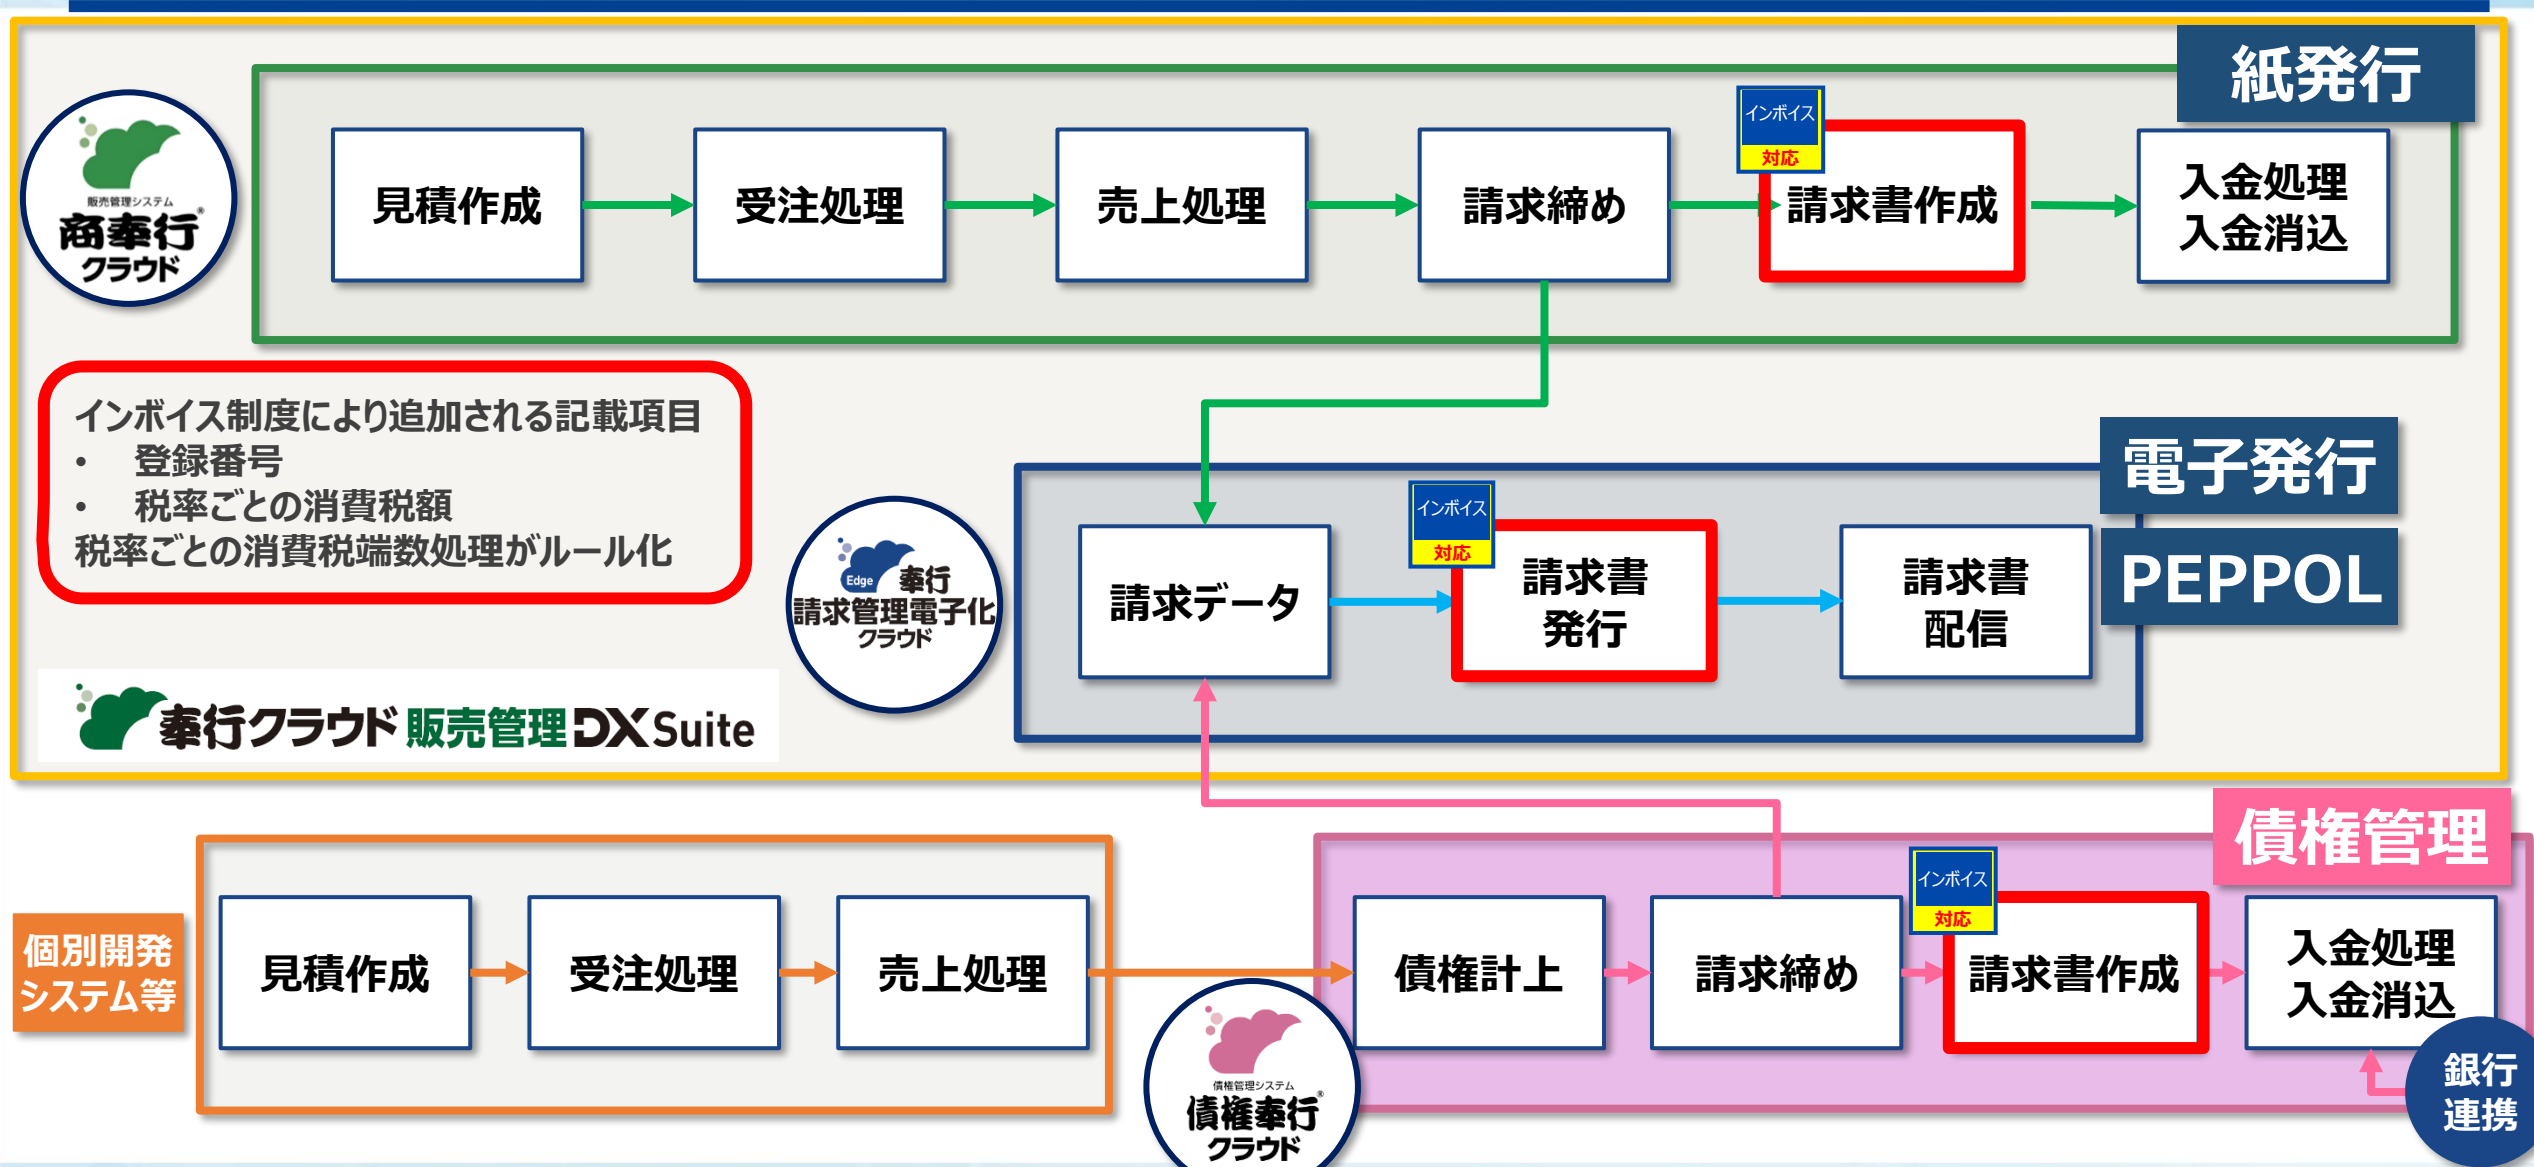 紙発行
販売管理システム
商奉行®
クラウド
見積作成
受注処理
売上処理
請求締め
インボイス
対応
請求書作成
入金処理
入金消込
インボイス制度により追加される記載項目
• 登録番号
• 税率ごとの消費税額
税率ごとの消費税端数処理がルール化
電子発行
PEPPOL
Edge 奉行
請求管理電子化
クラウド
請求データ
インボイス
対応
請求書
発行
請求書
配信
奉行クラウド 販売管理 DX Suite
債権管理
個別開発
システム等
見積作成
受注処理
売上処理
債権管理システム
債権奉行®
クラウド
債権計上
請求締め
インボイス
対応
請求書作成
入金処理
入金消込
銀行
連携